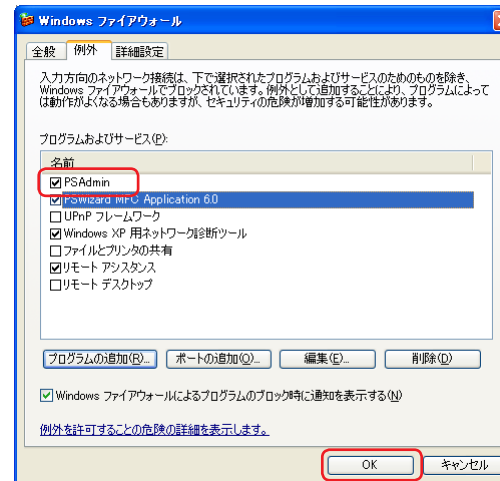 Windows ファイアウォール
全般 例外 詳細設定
入力方向のネットワーク接続は、下で選択されたプログラムおよびサービスのためのものを除き、
Windows ファイアウォールでブロックされています。例外として追加することにより、プログラムによって
は動作がよくなる場合もありますが、セキュリティの危険が増加する可能性があります。
プログラムおよびサービス(P):
名前
PSAdmin
PSWizard MFC Application 6.0
UPnP フレームワーク
Windows XP 用ネットワーク診断ツール
ファイルとプリンタの共有
リモート アシスタンス
リモート デスクトップ
プログラムの追加(R)... ポートの追加(O)... 編集(E)... 削除(D)
Windows ファイアウォールによるプログラムのブロック時に通知を表示する(N)
例外を許可することの危険の詳細を表示します。
OK キャンセル